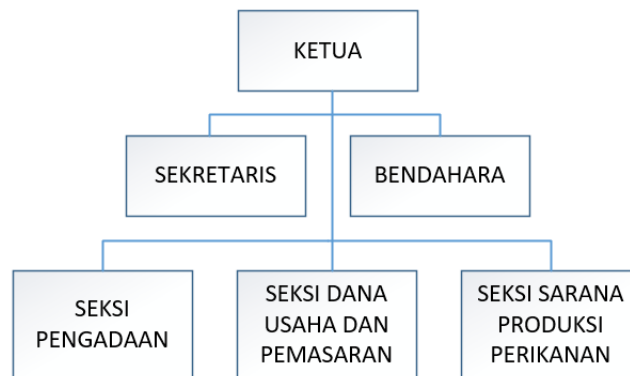 KETUA
SEKRETARIS
BENDAHARA
SEKSI
PENGADAAN
SEKSI DANA
USAHA DAN
PEMASARAN
SEKSI SARANA
PRODUKSI
PERIKANAN